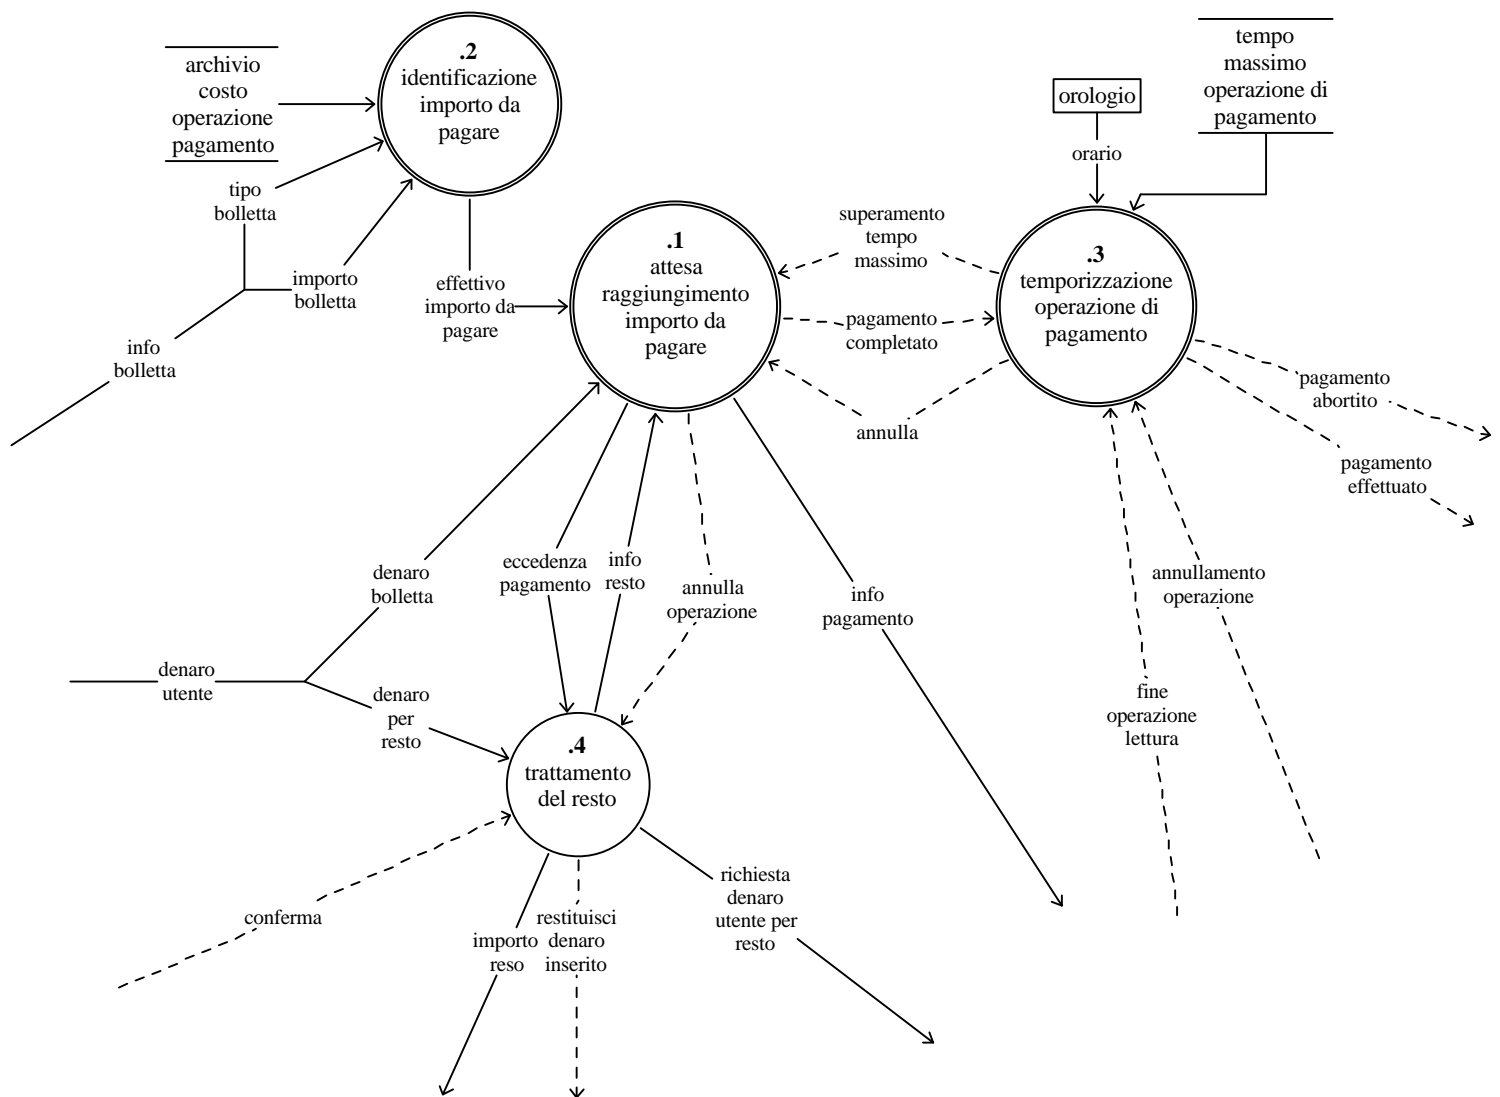 .2
identificazione
importo da
pagare
archivio
costo
operazione
pagamento
tempo
massimo
operazione di
pagamento
orologio
orario
tipo
bolletta
importo
bolletta
info
bolletta
effettivo
importo da
pagare
.1
attesa
raggiungimento
importo da
pagare
superamento
tempo
massimo
pagamento
completato
annulla
.3
temporizzazione
operazione di
pagamento
pagamento
abortito
pagamento
effettuato
denaro
bolletta
eccedenza
pagamento
info
resto
annulla
operazione
info
pagamento
annullamento
operazione
denaro
utente
denaro
per
resto
fine
operazione
lettura
.4
trattamento
del resto
conferma
importo
reso
restituisci
denaro
inserito
richiesta
denaro
utente per
resto